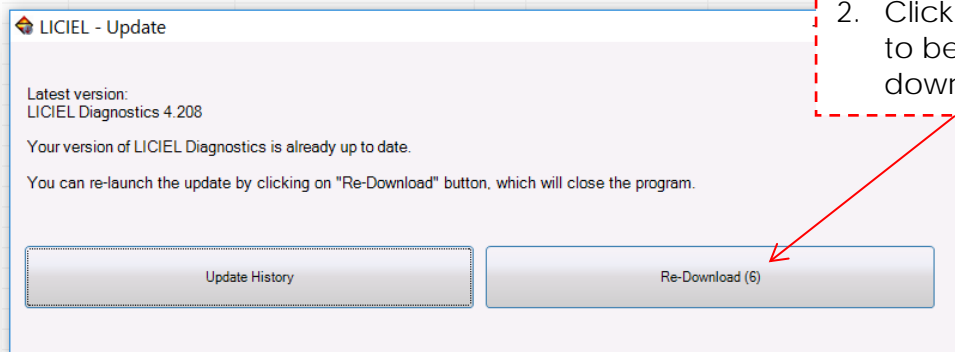 LICIEL - Update
2. Click
to be
Latest version:
LICIEL Diagnostics 4.208
Your version of LICIEL Diagnostics is already up to date.
You can re-launch the update by clicking on "Re-Download" button, which will close the program.
Update History
Re-Download (6)